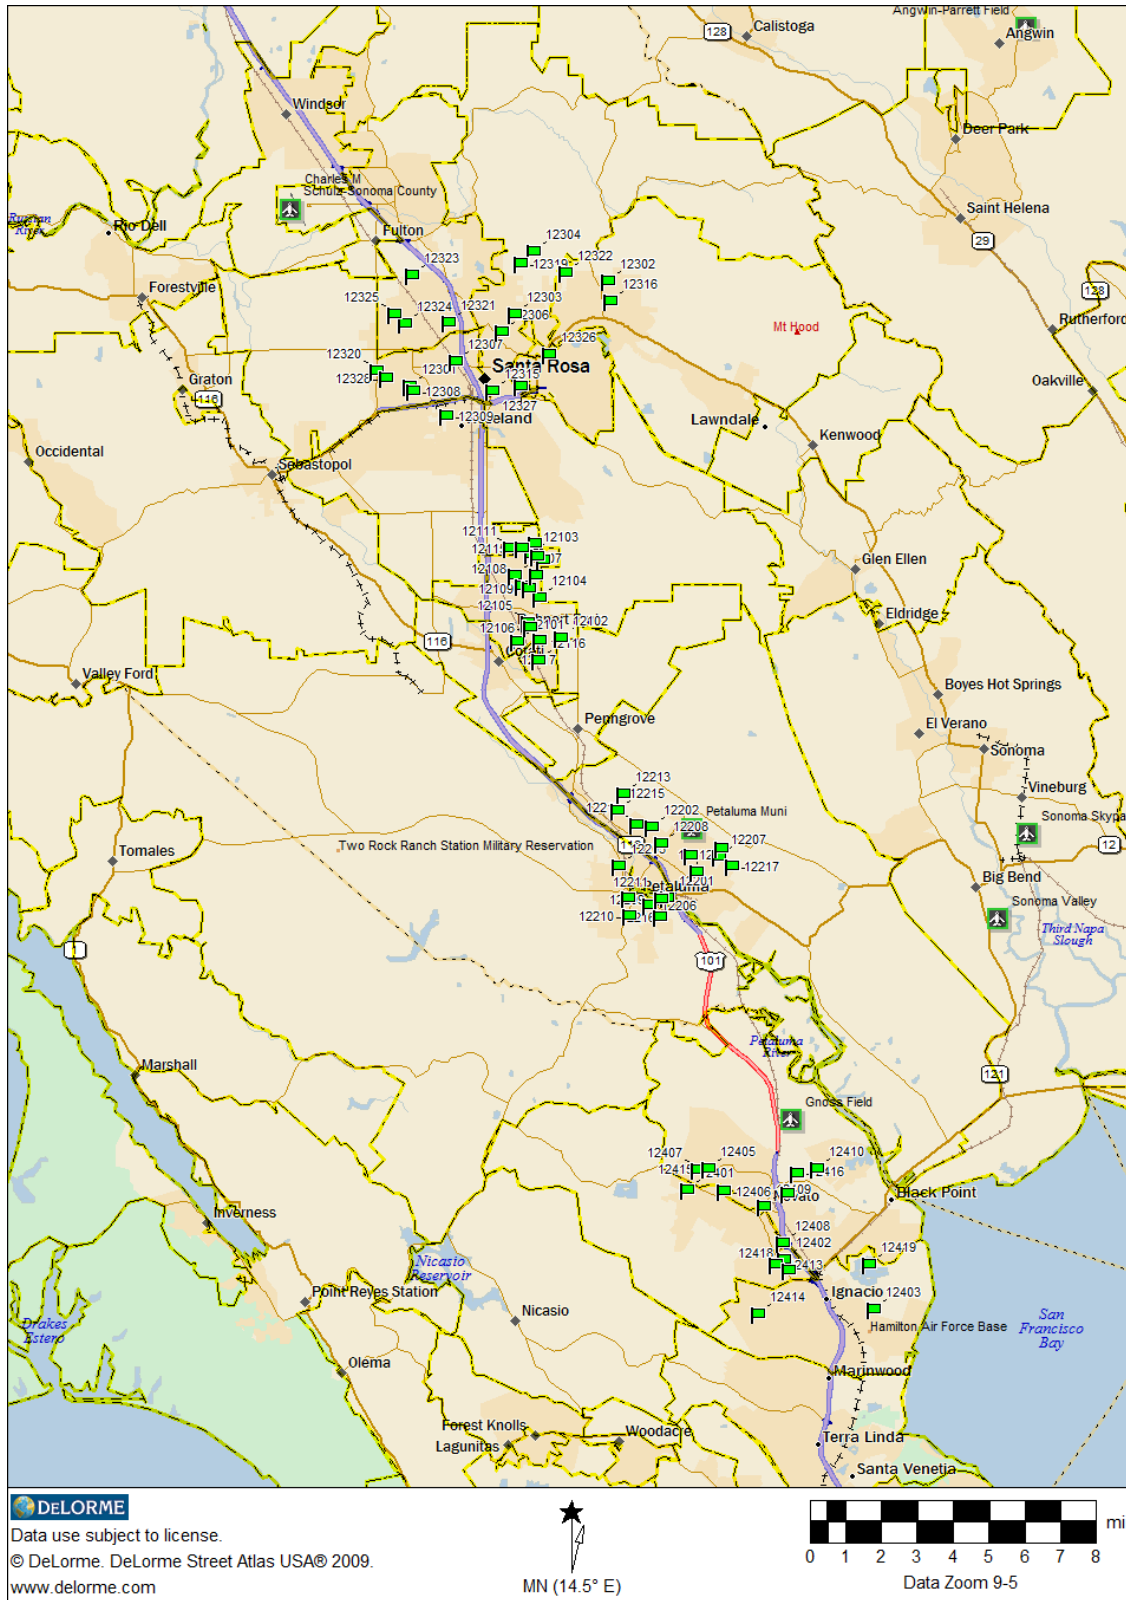 Angwin-Parrett Field
128
Calistoga
Angwin
Windsor
Deer Park
Charles M
Schulz-Sonoma County
Russian
River
Rio Dell
Fulton
Saint Helena
29
12304
12323
12319
12322
12302
12316
Forestville
128
12325
12324
12321
12303
Mt Hood
Rutherford
12307
12326
12320
Santa Rosa
12328
12315
Graton
116
12308
12327
Oakville
12309
Lawndale
Kenwood
Occidental
Sebastopol
12111
12103
12108
12104
Glen Ellen
12109
12105
Eldridge
12106
12101
12102
116
Valley Ford
Boyes Hot Springs
Penngrove
El Verano
Sonoma
12213
12215
Vineburg
12202
Petaluma Muni
Sonoma Skypa
12208
Two Rock Ranch Station Military Reservation
12207
12
Tomales
12217
12211
Petaluma
12201
Big Bend
12206
Sonoma Valley
12210
Third Napa
Slough
1
101
Petaluma
River
Marshall
121
Gnoss Field
12407
12405
12410
12415
12401
12416
12406
Black Point
Inverness
12408
12402
Nicasio
Reservoir
12418
12413
12419
Point Reyes Station
Ignacio
12403
12414
Nicasio
Drakes
Estero
Hamilton Air Force Base
San
Francisco
Bay
Olema
Marinwood
Forest Knolls
Woodacre
Lagunitas
Terra Linda
Santa Venetia
DELORME
Data use subject to license.
© DeLorme. DeLorme Street Atlas USA® 2009.
www.delorme.com
MN (14.5° E)
mi
0 1 2 3 4 5 6 7 8
Data Zoom 9-5